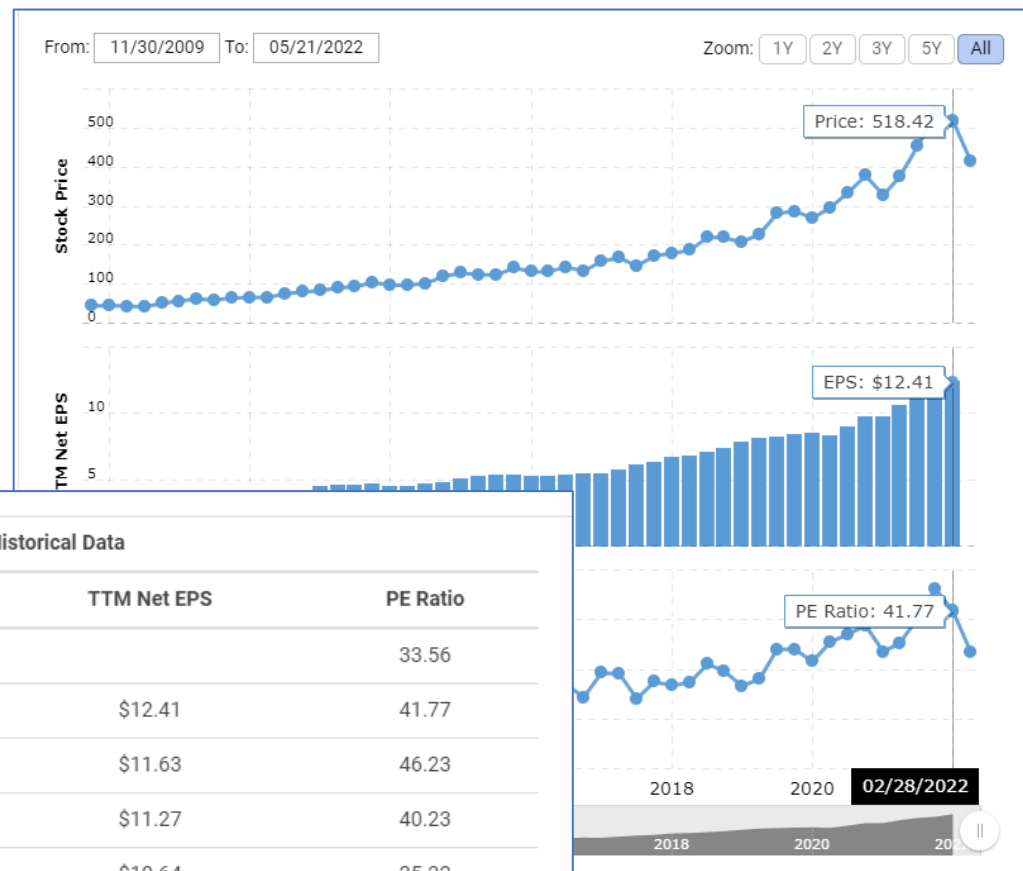 From: 11/30/2009 To: 05/21/2022 Zoom: 1Y 2Y 3Y 5Y All
Stock Price
500
400
300
200
100
0
Price: 518.42
TM Net EPS
10
5
EPS: $12.41
PE Ratio: 41.77
2018 2020 02/28/2022
2018 2020
Historical Data
TTM Net EPS PE Ratio
33.56
$12.41 41.77
$11.63 46.23
$11.27 40.23